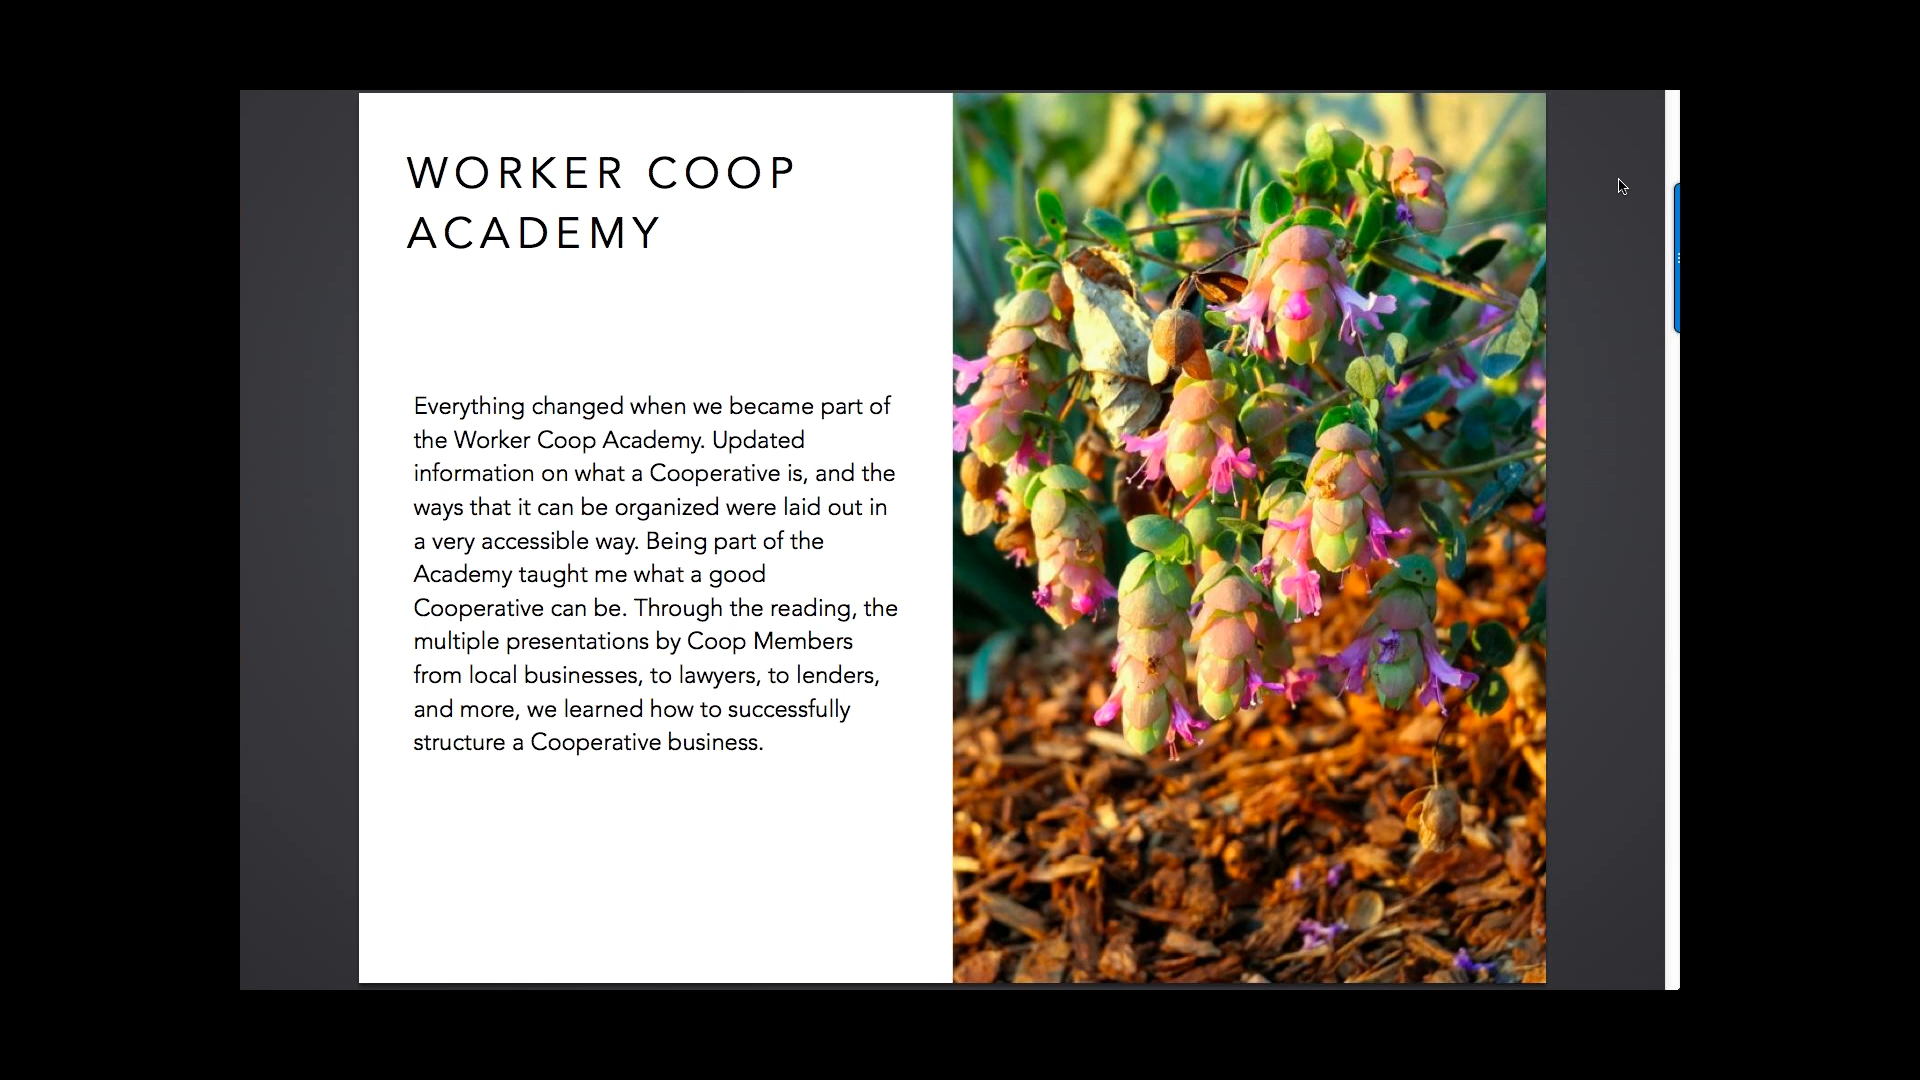 WORKER COOP
ACADEMY
Everything changed when we became part of
the Worker Coop Academy. Updated
information on what a Cooperative is, and the
ways that it can be organized were laid out in
a very accessible way. Being part of the
Academy taught me what a good
Cooperative can be. Through the reading, the
multiple presentations by Coop Members
from local businesses, to lawyers, to lenders,
and more, we learned how to successfully
structure a Cooperative business.